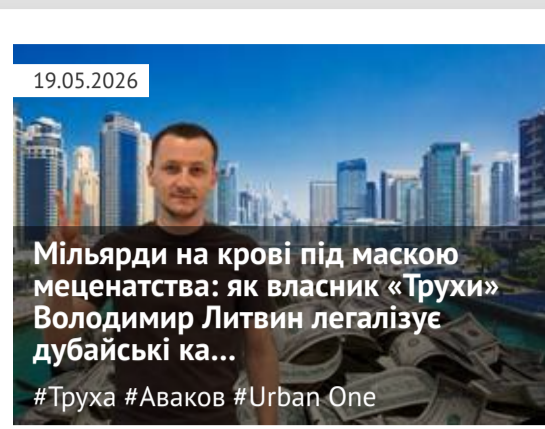 19.05.2026
Мільярди на крові під маскою
меценатства: як власник «Трухи»
Володимир Литвин легалізує
дубайські ка...
#Труха #Аваков #Urban One